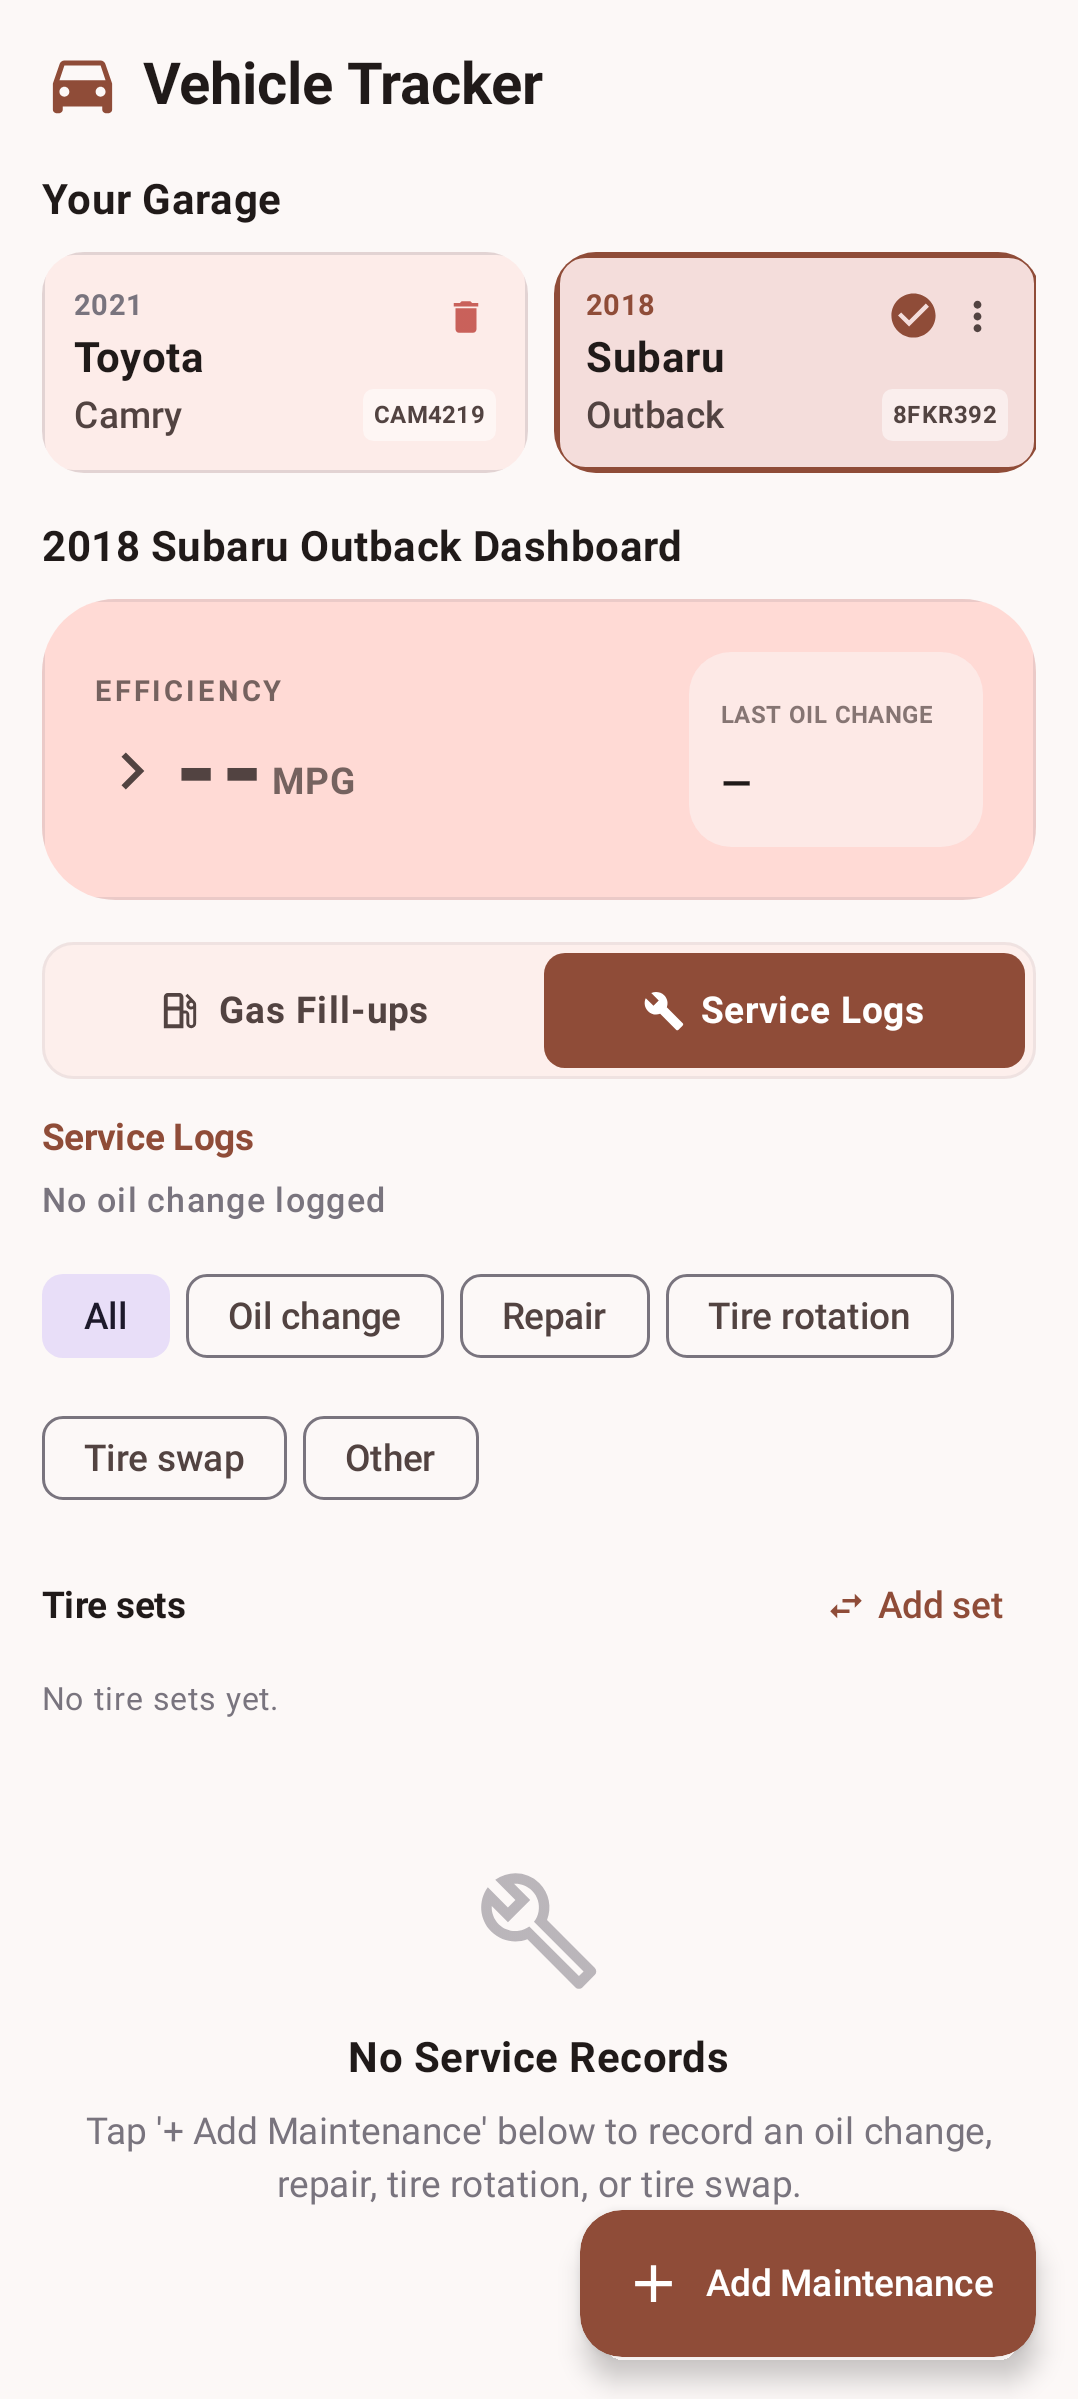 Vehicle Tracker
Your Garage
2021
Toyota
Camry
CAM4219
2018
Subaru
Outback
8FKR392
2018 Subaru Outback Dashboard
EFFICIENCY
-- MPG
LAST OIL CHANGE
—
Gas Fill-ups
Service Logs
Service Logs
No oil change logged
All
Oil change
Repair
Tire rotation
Tire swap
Other
Tire sets
Add set
No tire sets yet.
No Service Records
Tap '+ Add Maintenance' below to record an oil change,
repair, tire rotation, or tire swap.
+ Add Maintenance